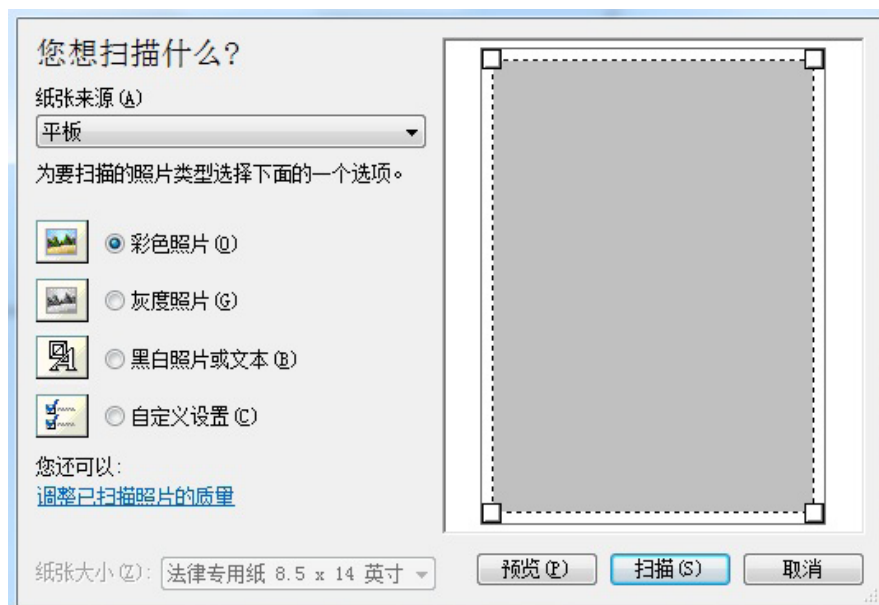 您想扫描什么?
纸张来源(A)
平板
为要扫描的照片类型选择下面的一个选项。
彩色照片(O)
灰度照片(G)
黑白照片或文本(B)
自定义设置(C)
您还可以:
调整已扫描照片的质量
纸张大小(Z): 法律专用纸 8.5 x 14 英寸
预览(P) 扫描(S) 取消